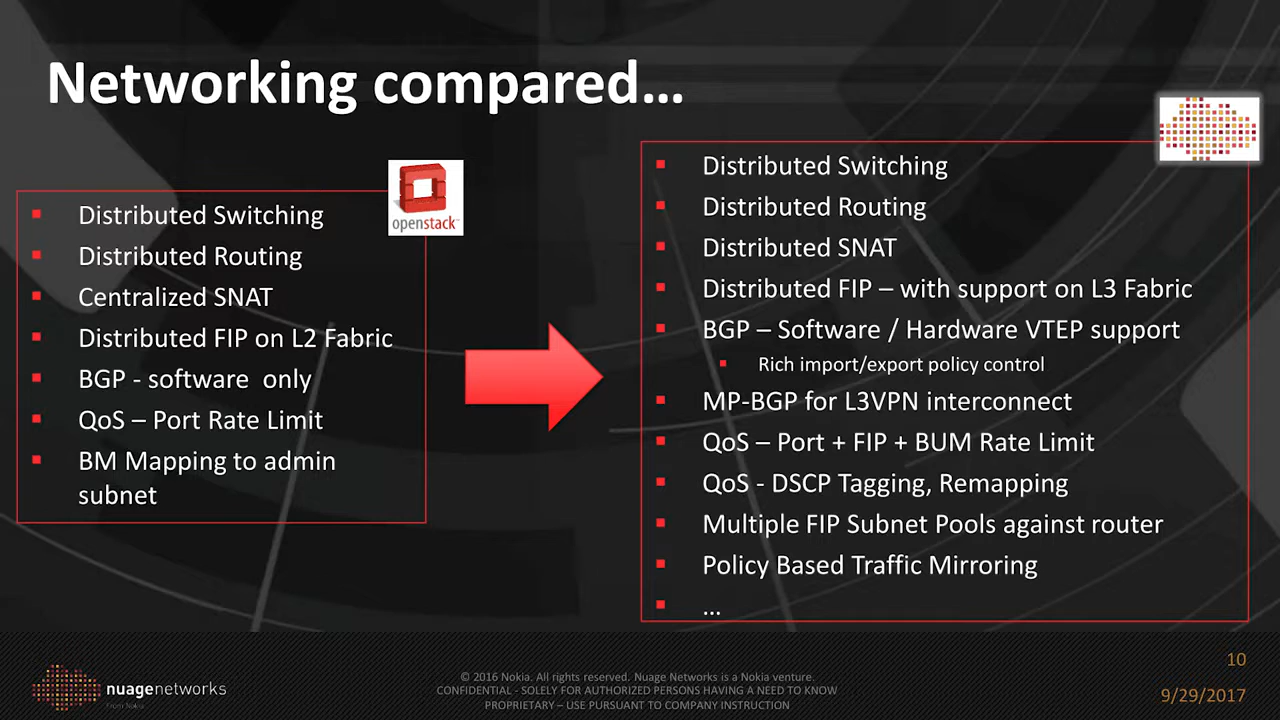 Networking compared...
openstack
Distributed Switching
Distributed Routing
Centralized SNAT
Distributed FIP on L2 Fabric
BGP - software  only
QoS – Port Rate Limit
BM Mapping to admin
subnet
Distributed Switching
Distributed Routing
Distributed SNAT
Distributed FIP – with support on L3 Fabric
BGP – Software / Hardware VTEP support
Rich import/export policy control
MP-BGP for L3VPN interconnect
QoS – Port + FIP + BUM Rate Limit
QoS - DSCP Tagging, Remapping
Multiple FIP Subnet Pools against router
Policy Based Traffic Mirroring
...
nuagenetworks
From Nokia
© 2016 Nokia. All rights reserved. Nuage Networks is a Nokia venture.
CONFIDENTIAL - SOLELY FOR AUTHORIZED PERSONS HAVING A NEED TO KNOW
PROPRIETARY – USE PURSUANT TO COMPANY INSTRUCTION
10
9/29/2017